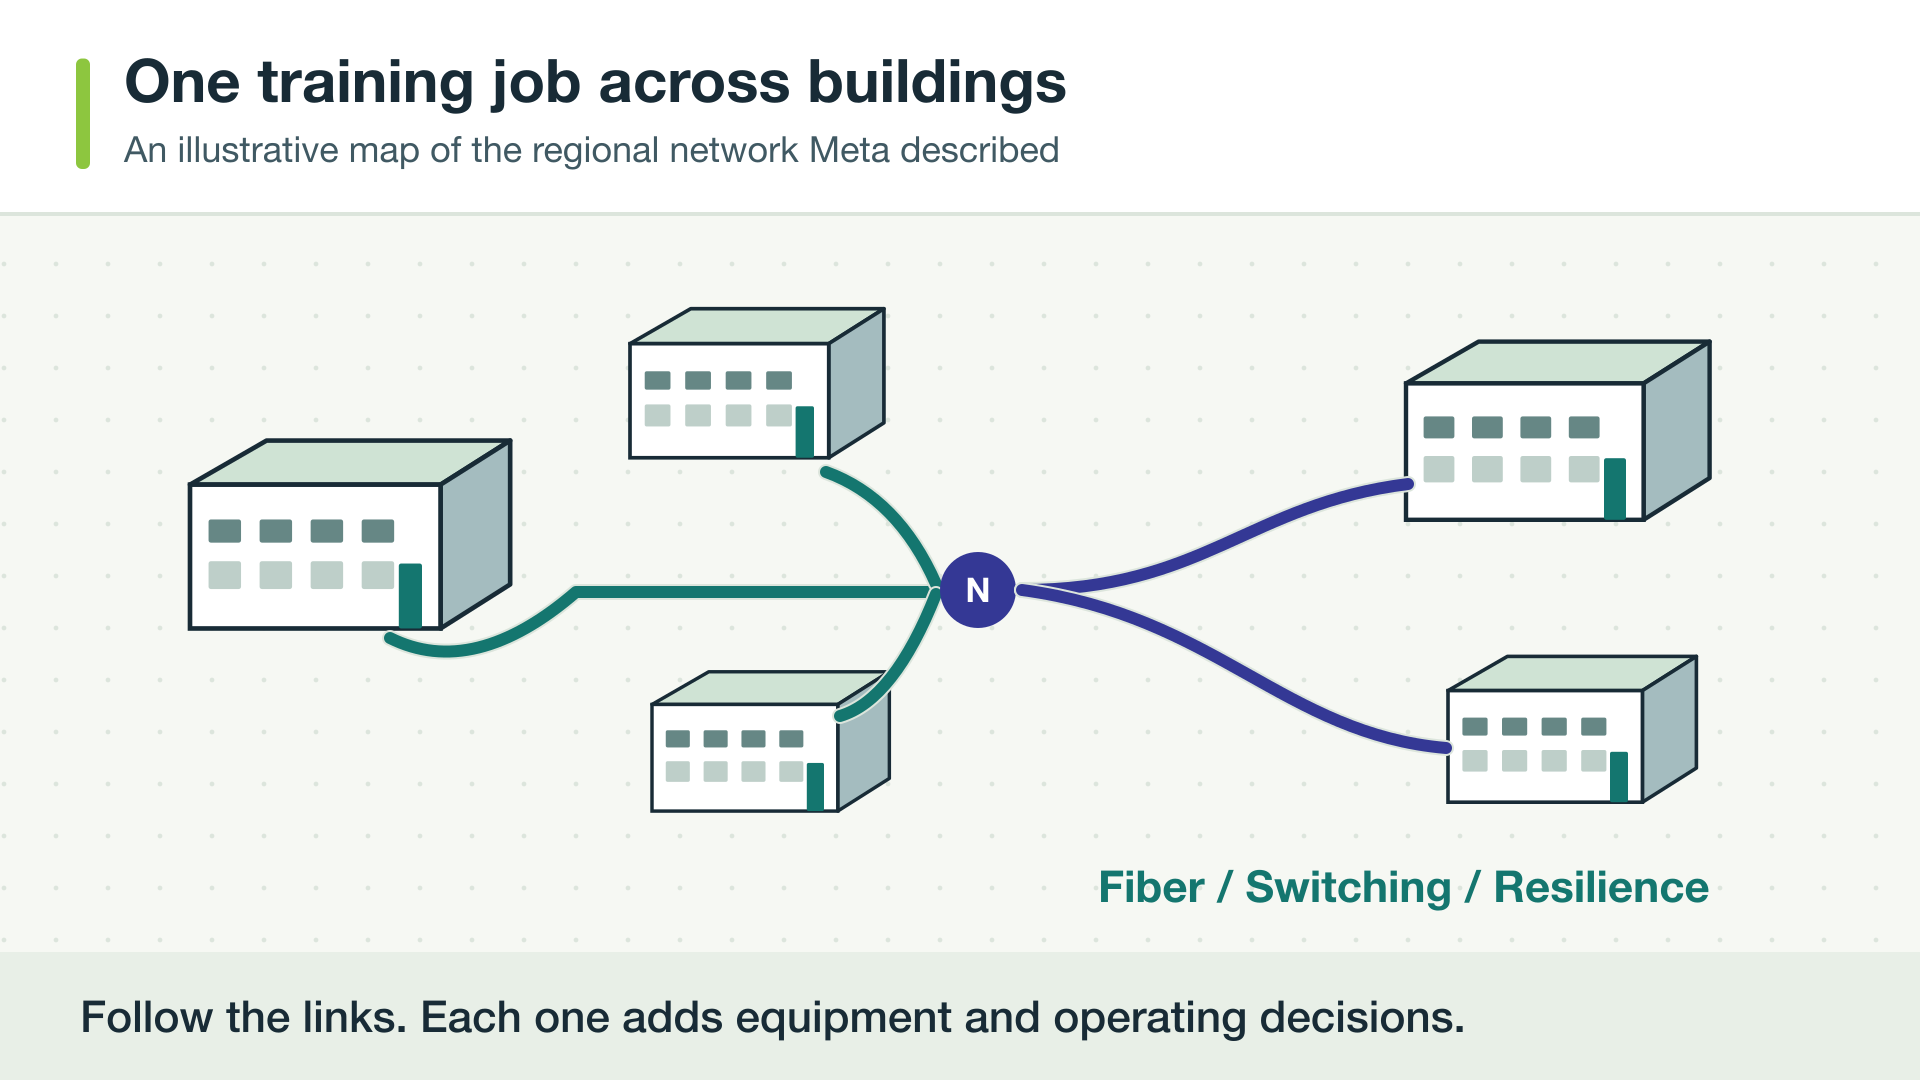 One training job across buildings
An illustrative map of the regional network Meta described
N
Fiber / Switching / Resilience
Follow the links. Each one adds equipment and operating decisions.